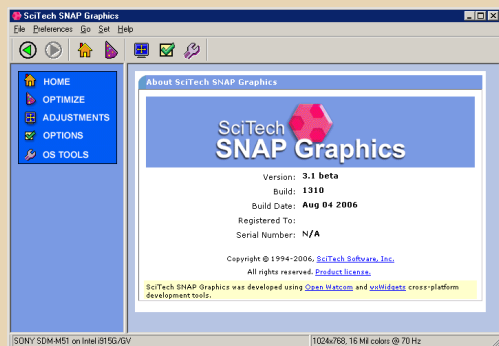 SciTech SNAP Graphics
File Preferences Go Set Help
HOME
OPTIMIZE
ADJUSTMENTS
OPTIONS
OS TOOLS
About SciTech SNAP Graphics
SciTech
SNAP Graphics
Version: 3.1 beta
Build: 1310
Build Date: Aug 04 2006
Registered To:
Serial Number: N/A
Copyright © 1994-2006, SciTech Software, Inc.
All rights reserved. Product license.
SciTech SNAP Graphics was developed using Open Watcom and wxWidgets cross-platform
development tools.
SONY SDM-M51 on Intel i915G/GV
1024x768, 16 Mil colors @ 70 Hz